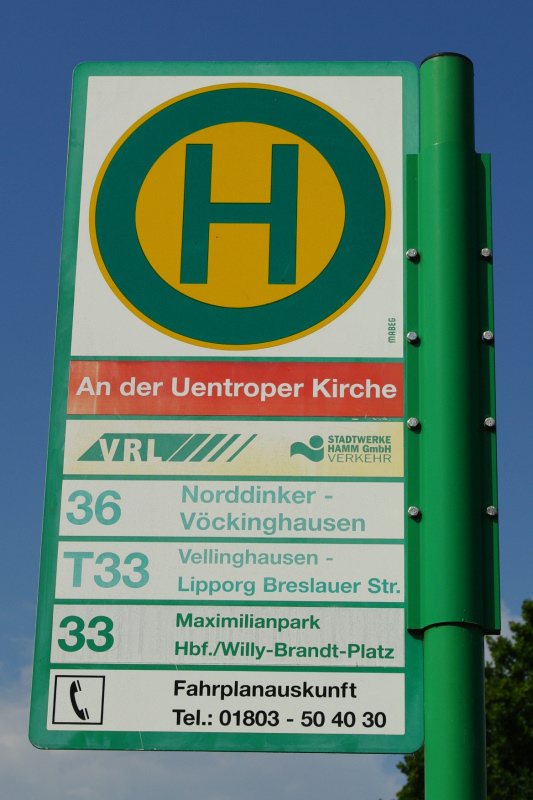 H
MABEG
An der Uentroper Kirche
VRL
STADTWERKE
HAMM GmbH
VERKEHR
36 Norddinker -
Vöckinghausen
T33 Vellinghausen -
Lipporg Breslauer Str.
33 Maximilianpark
Hbf./Willy-Brandt-Platz
Fahrplanauskunft
Tel.: 01803 - 50 40 30